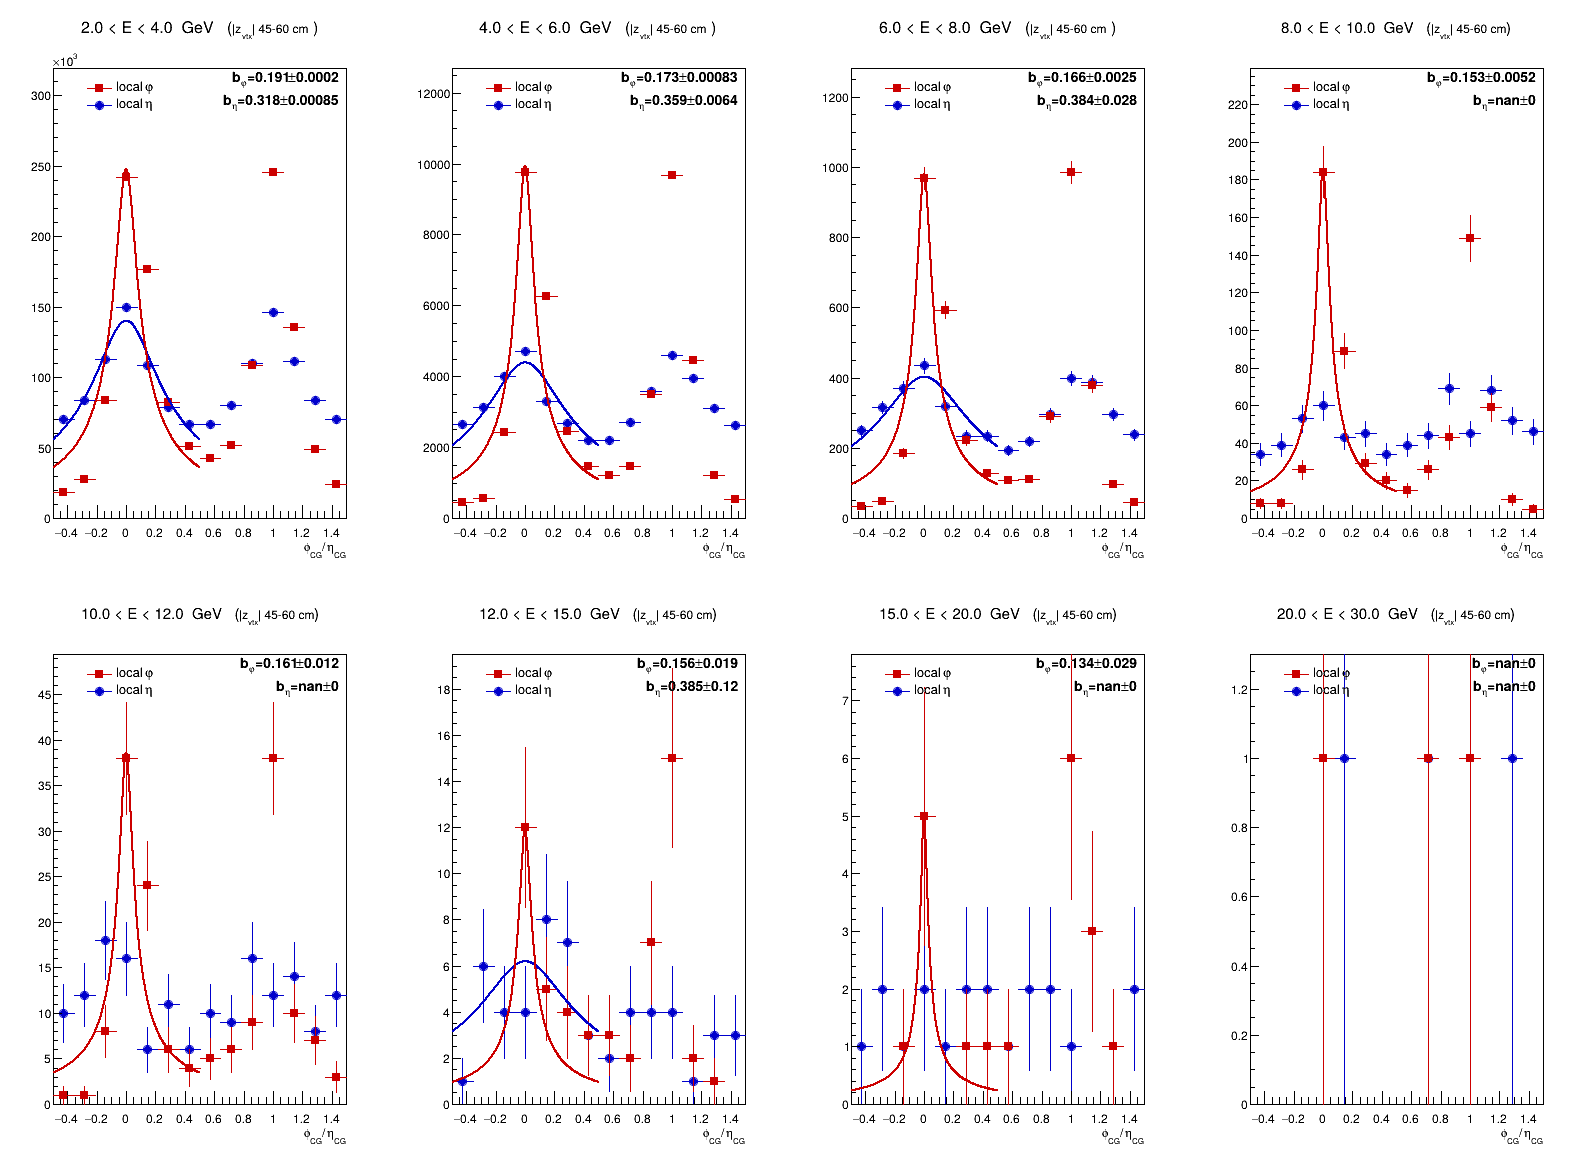 2.0 < E < 4.0 GeV (|z_vtx| 45-60 cm )
×10³
local φ
local η
b_φ=0.191±0.0002
b_η=0.318±0.00085
300
250
200
150
100
50
0
−0.4 −0.2 0 0.2 0.4 0.6 0.8 1 1.2 1.4
ϕ_CG/η_CG
4.0 < E < 6.0 GeV (|z_vtx| 45-60 cm )
local φ
local η
b_φ=0.173±0.00083
b_η=0.359±0.0064
12000
10000
8000
6000
4000
2000
0
−0.4 −0.2 0 0.2 0.4 0.6 0.8 1 1.2 1.4
ϕ_CG/η_CG
6.0 < E < 8.0 GeV (|z_vtx| 45-60 cm )
local φ
local η
b_φ=0.166±0.0025
b_η=0.384±0.028
1200
1000
800
600
400
200
0
−0.4 −0.2 0 0.2 0.4 0.6 0.8 1 1.2 1.4
ϕ_CG/η_CG
8.0 < E < 10.0 GeV (|z_vtx| 45-60 cm)
local φ
local η
b_φ=0.153±0.0052
b_η=nan±0
220
200
180
160
140
120
100
80
60
40
20
0
−0.4 −0.2 0 0.2 0.4 0.6 0.8 1 1.2 1.4
ϕ_CG/η_CG
10.0 < E < 12.0 GeV (|z_vtx| 45-60 cm)
local φ
local η
b_φ=0.161±0.012
b_η=nan±0
45
40
35
30
25
20
15
10
5
0
−0.4 −0.2 0 0.2 0.4 0.6 0.8 1 1.2 1.4
ϕ_CG/η_CG
12.0 < E < 15.0 GeV (|z_vtx| 45-60 cm)
local φ
local η
b_φ=0.156±0.019
b_η=0.385±0.12
18
16
14
12
10
8
6
4
2
0
−0.4 −0.2 0 0.2 0.4 0.6 0.8 1 1.2 1.4
ϕ_CG/η_CG
15.0 < E < 20.0 GeV (|z_vtx| 45-60 cm)
local φ
local η
b_φ=0.134±0.029
b_η=nan±0
7
6
5
4
3
2
1
0
−0.4 −0.2 0 0.2 0.4 0.6 0.8 1 1.2 1.4
ϕ_CG/η_CG
20.0 < E < 30.0 GeV (|z_vtx| 45-60 cm)
local φ
local η
b_φ=nan±0
b_η=nan±0
1.2
1
0.8
0.6
0.4
0.2
0
−0.4 −0.2 0 0.2 0.4 0.6 0.8 1 1.2 1.4
ϕ_CG/η_CG